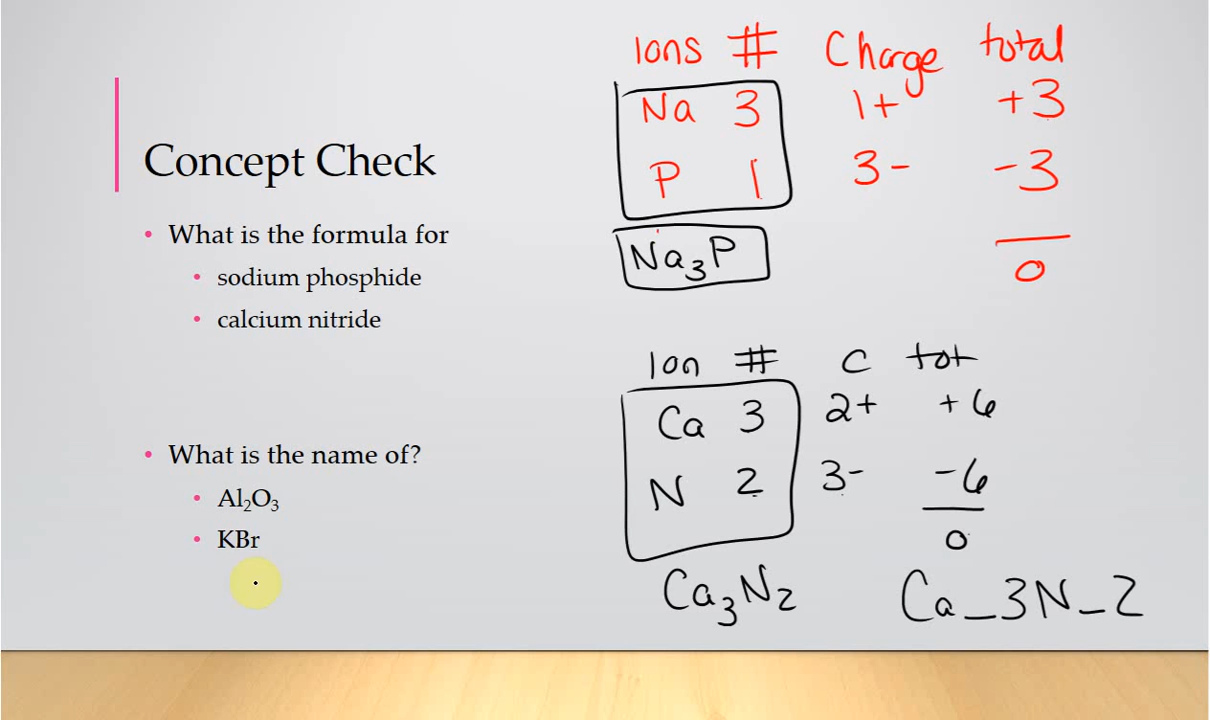 Concept Check
• What is the formula for
• sodium phosphide
• calcium nitride
• What is the name of?
• Al₂O₃
• KBr
Ions # Charge total
Na 3 1+ +3
P 1 3- -3
Na₃P
0
Ion # C tot
Ca 3 2+ +6
N 2 3- -6
0
Ca₃N₂ Ca_3N_2